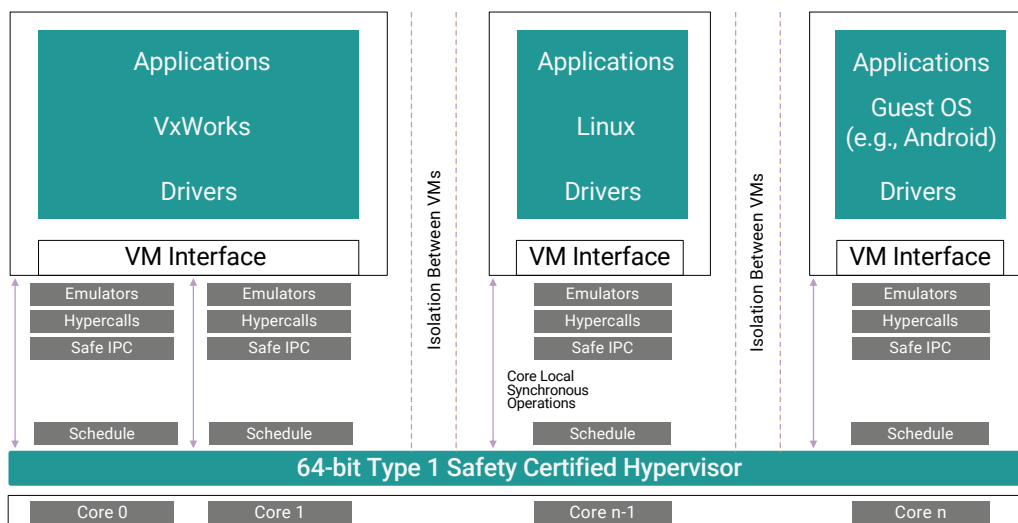 Applications
VxWorks
Drivers
VM Interface
Emulators
Hypercalls
Safe IPC
Schedule
Emulators
Hypercalls
Safe IPC
Schedule
Isolation Between VMs
Applications
Linux
Drivers
VM Interface
Emulators
Hypercalls
Safe IPC
Core Local
Synchronous
Operations
Schedule
Isolation Between VMs
Applications
Guest OS
(e.g., Android)
Drivers
VM Interface
Emulators
Hypercalls
Safe IPC
Schedule
64-bit Type 1 Safety Certified Hypervisor
Core 0
Core 1
Core n-1
Core n